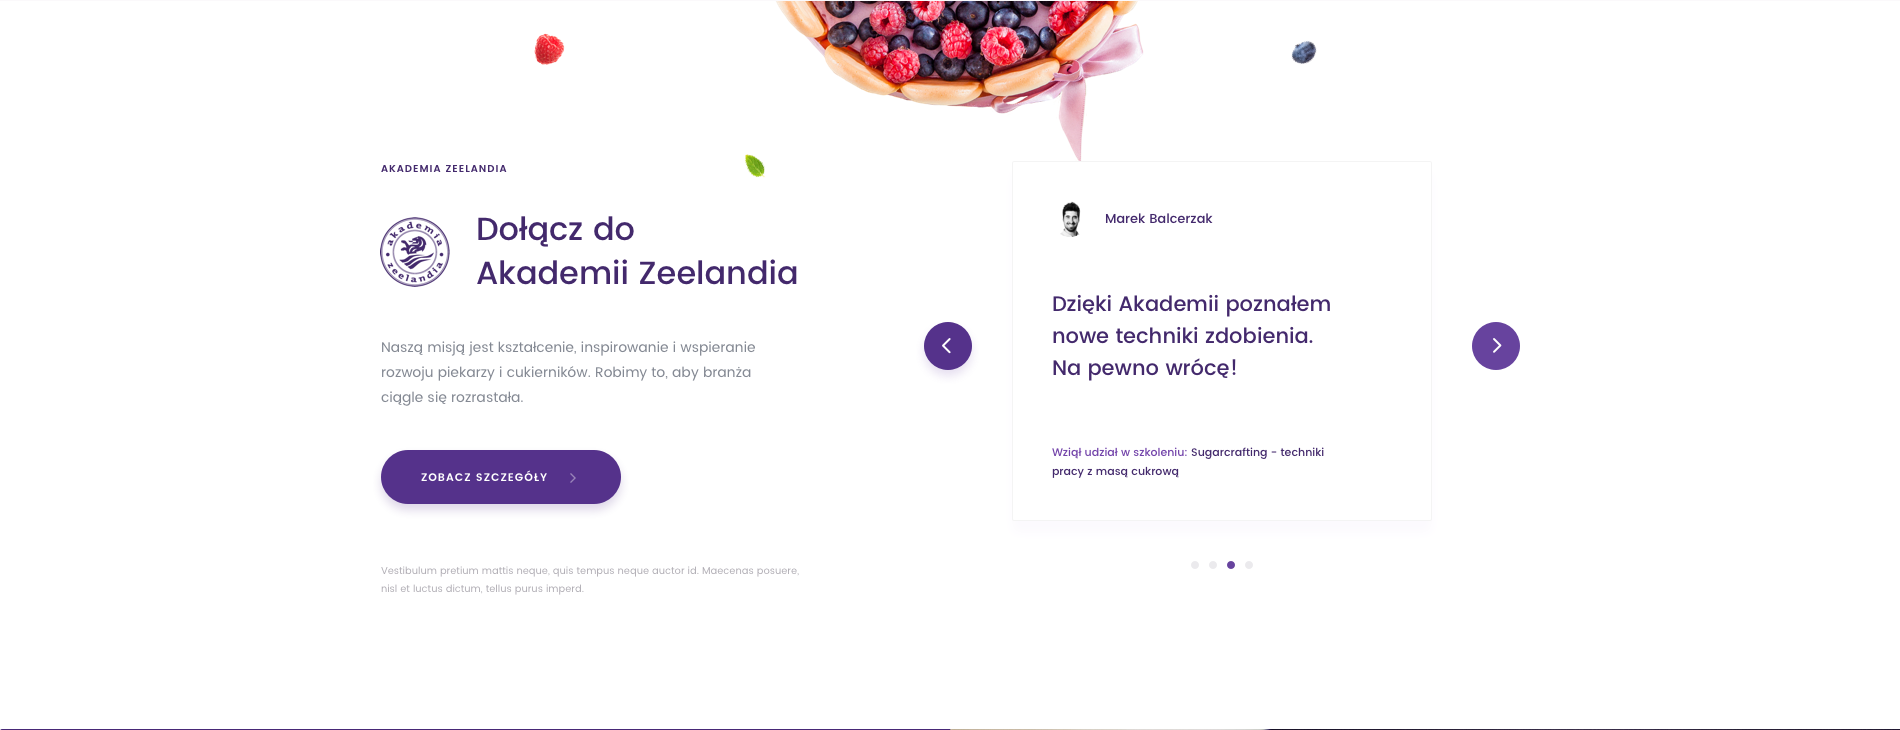 AKADEMIA ZEELANDIA
akademia
zeelandia
Dołącz do
Akademii Zeelandia
Naszą misją jest kształcenie, inspirowanie i wspieranie
rozwoju piekarzy i cukierników. Robimy to, aby branża
ciągle się rozrastała.
ZOBACZ SZCZEGÓŁY
Vestibulum pretium mattis neque, quis tempus neque auctor id. Maecenas posuere,
nisl et luctus dictum, tellus purus imperd.
Marek Balcerzak
Dzięki Akademii poznałem
nowe techniki zdobienia.
Na pewno wrócę!
Wziął udział w szkoleniu: Sugarcrafting - techniki
pracy z masą cukrową